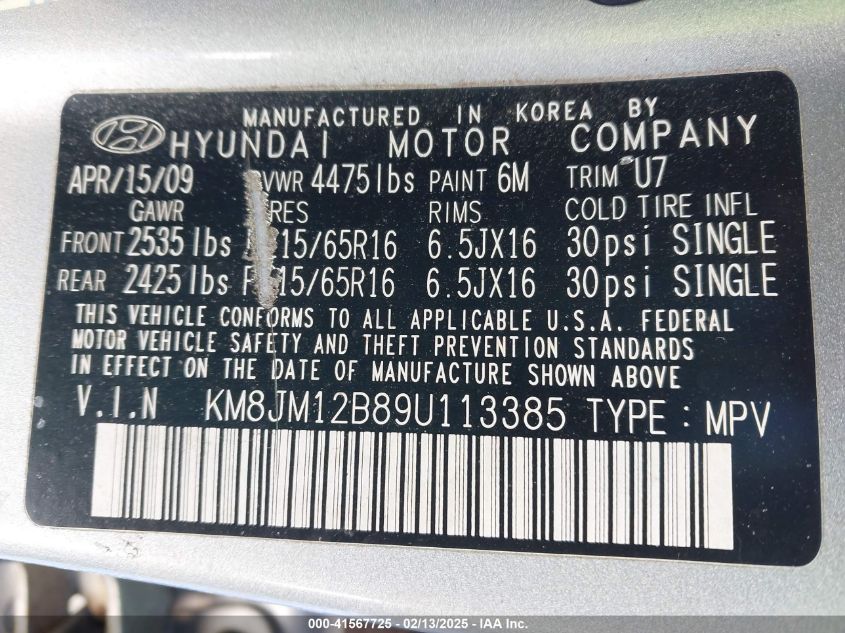 MANUFACTURED IN KOREA BY
HYUNDAI MOTOR COMPANY
APR/15/09 GVWR 4475lbs PAINT 6M TRIM U7
GAWR RIMS COLD TIRE INFL
FRONT 2535 lbs 15/65R16 6.5JX16 30psi SINGLE
REAR 2425 lbs 15/65R16 6.5JX16 30psi SINGLE
THIS VEHICLE CONFORMS TO ALL APPLICABLE U.S.A. FEDERAL
MOTOR VEHICLE SAFETY AND THEFT PREVENTION STANDARDS
IN EFFECT ON THE DATE OF MANUFACTURE SHOWN ABOVE
V.I.N KM8JM12B89U113385 TYPE : MPV
000-41567725 - 02/13/2025 - IAA Inc.